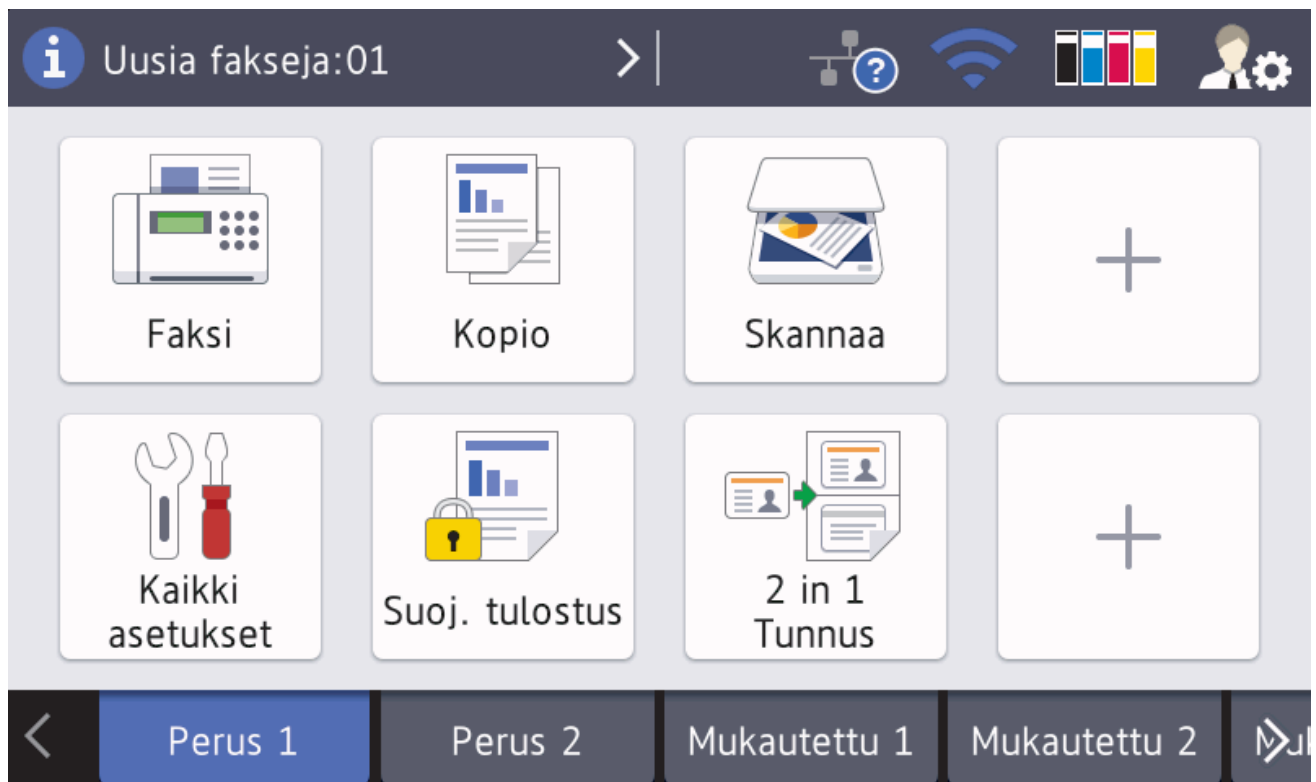 Uusia fakseja:01
Faksi
Kopio
Skannaa
Kaikki
asetukset
Suoj. tulostus
2 in 1
Tunnus
Perus 1
Perus 2
Mukautettu 1
Mukautettu 2